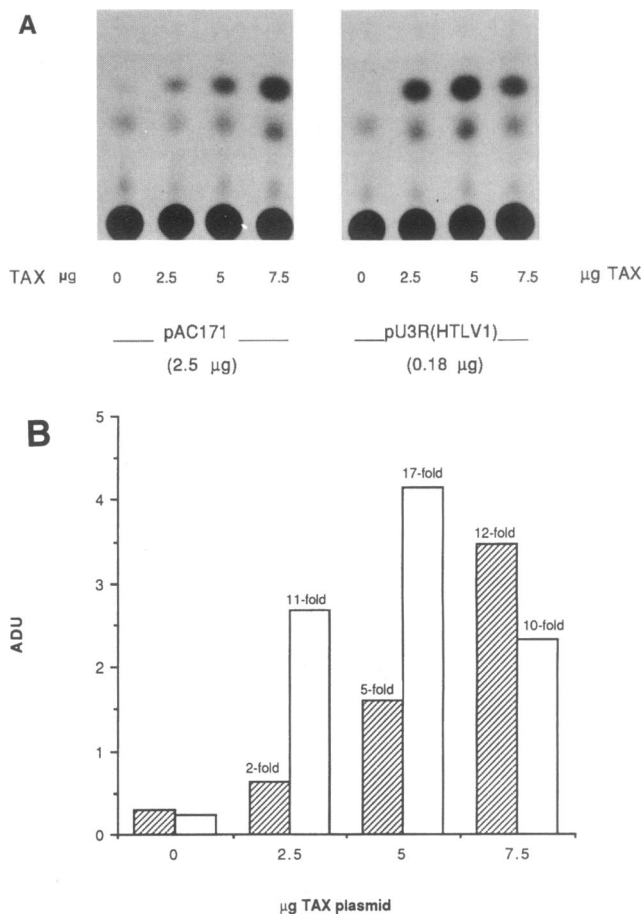 A
TAX µg 0 2.5 5 7.5 0 2.5 5 7.5 µg TAX
pAC171 pU3R(HTLV1)
(2.5 µg) (0.18 µg)
B
5
4
3
2
1
0
ADU
2-fold
11-fold
5-fold
17-fold
12-fold
10-fold
0 2.5 5 7.5
µg TAX plasmid